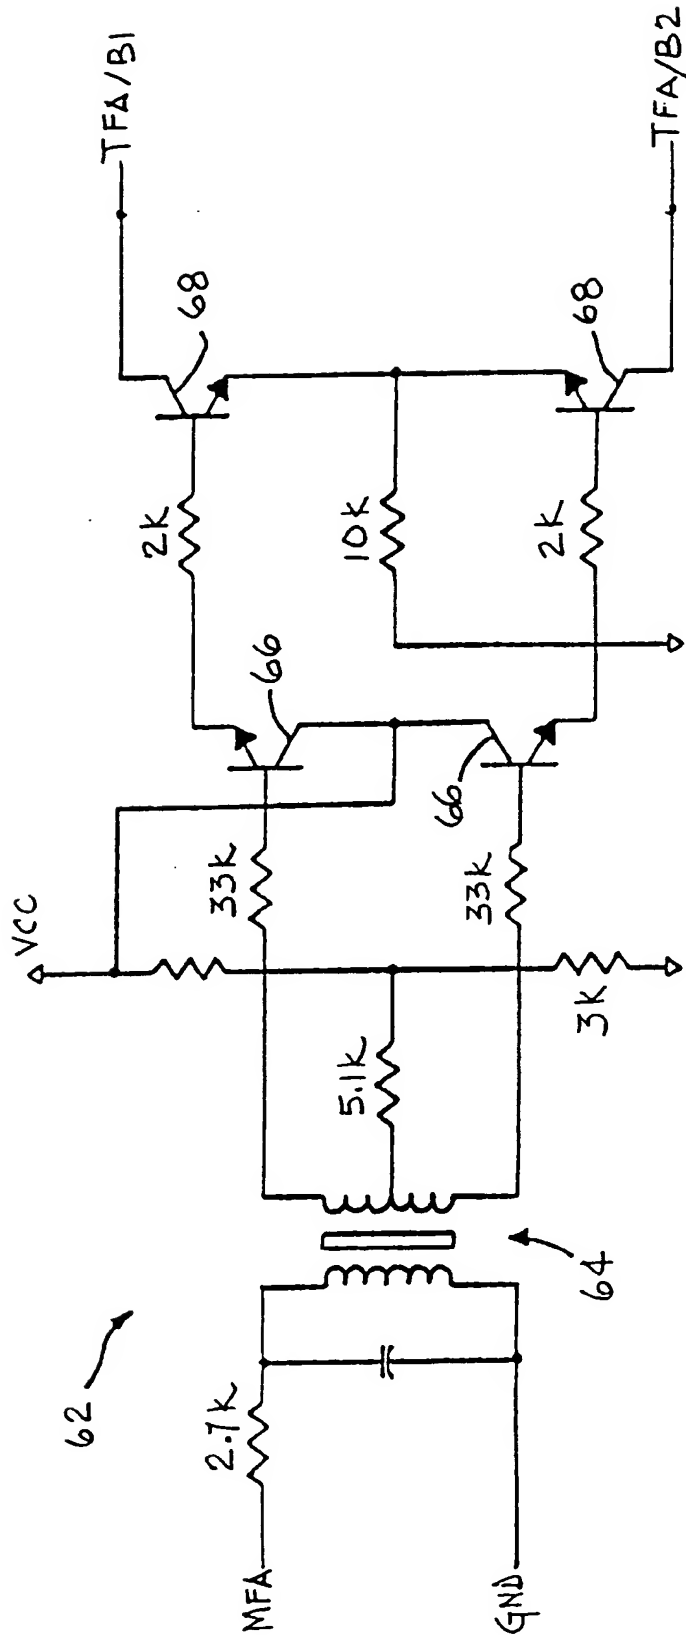 62
MFA
GND
2.7K
64
5.1K
VCC
3K
33K
33K
66
66
2K
10K
2K
68
68
TFA/B1
TFA/B2